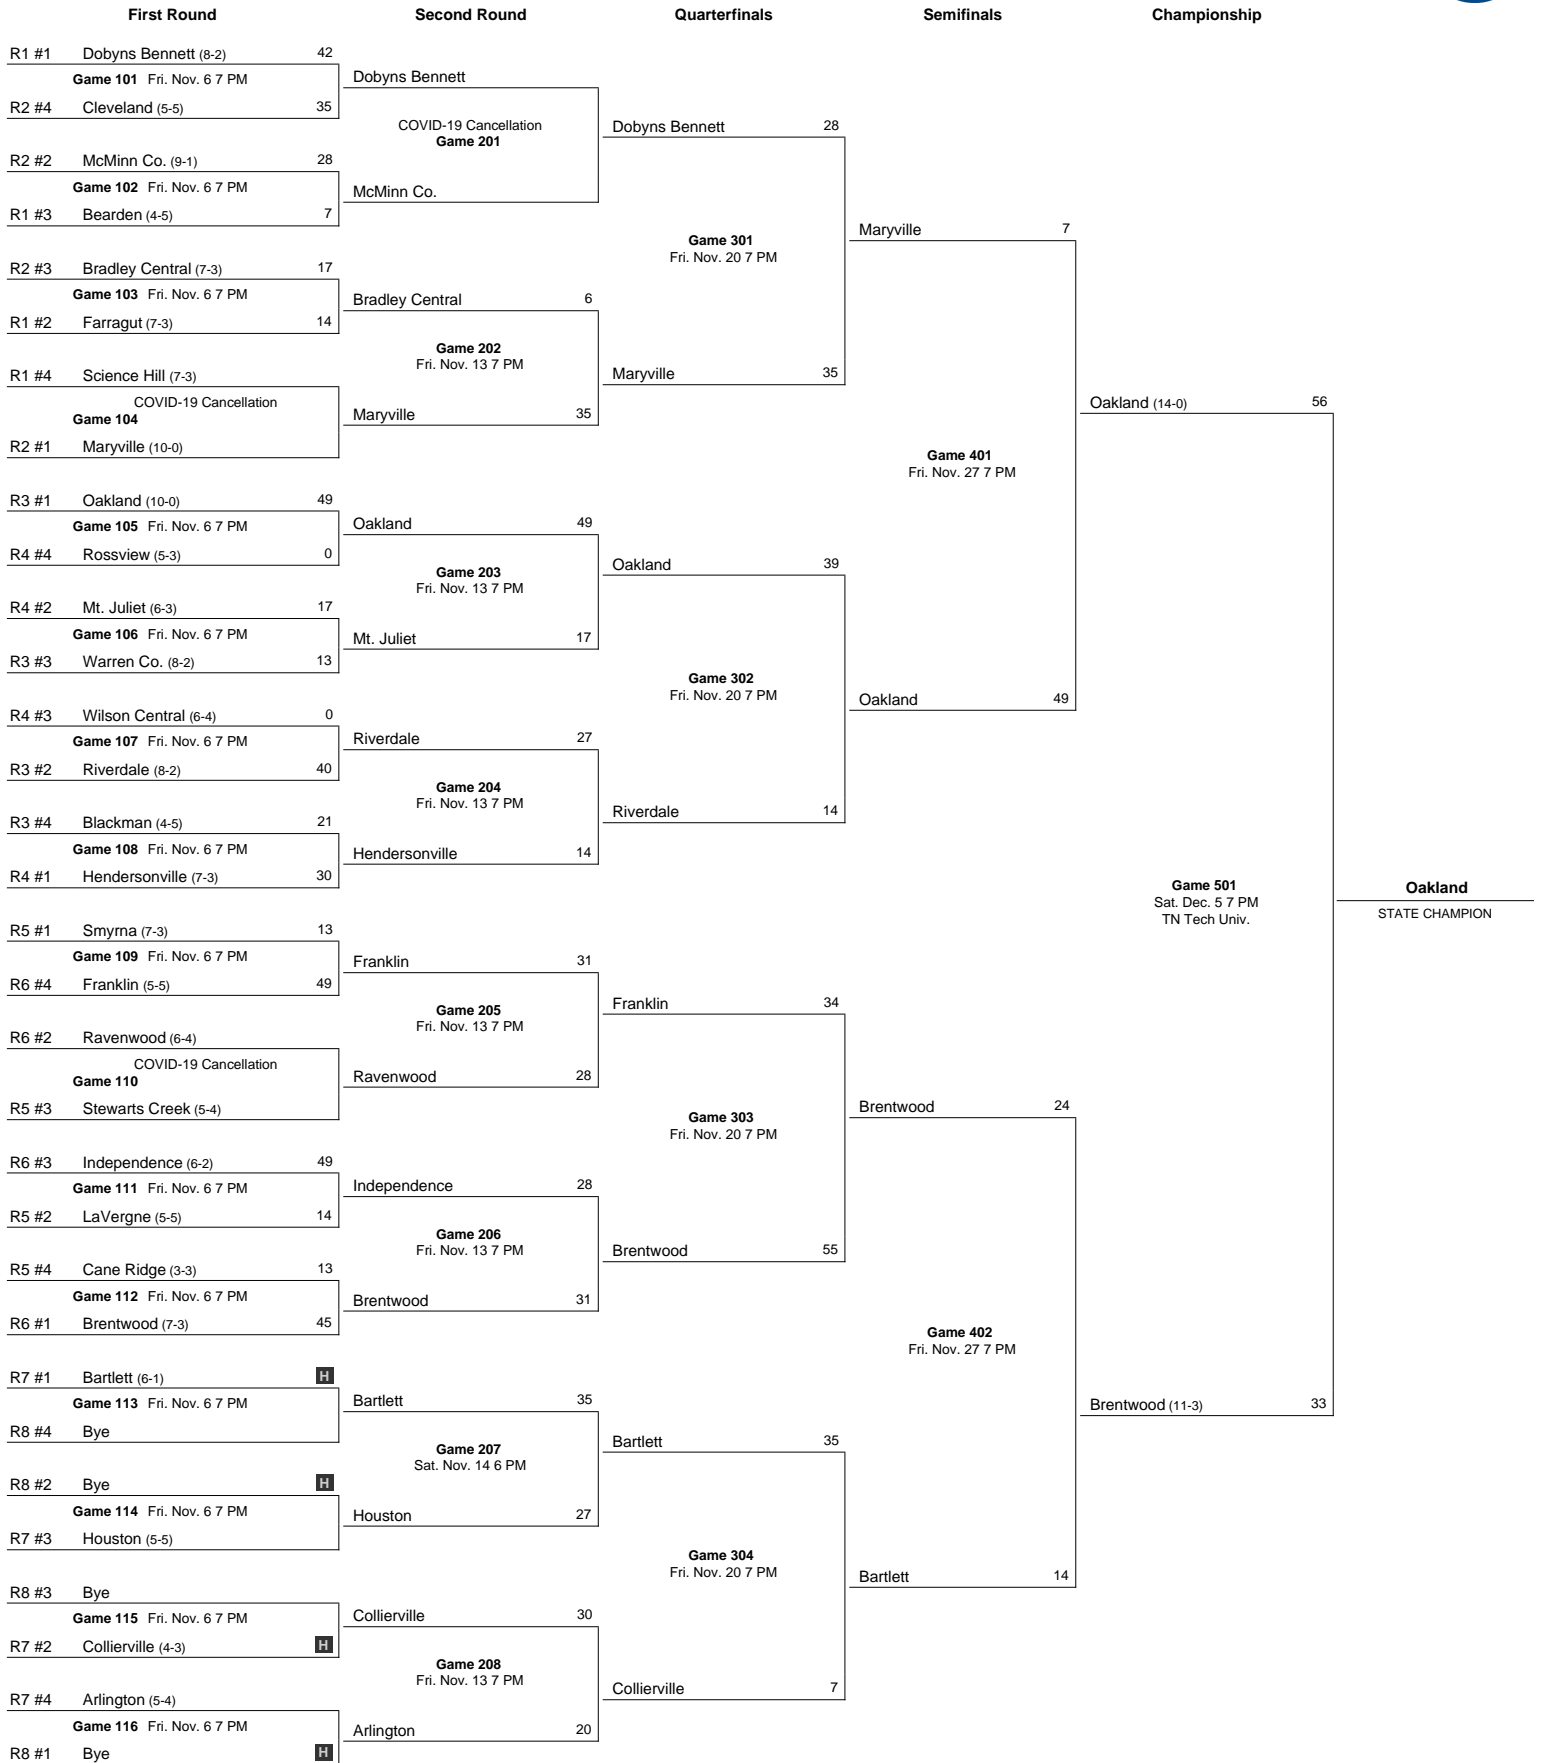 First Round Second Round Quarterfinals Semifinals Championship
R1 #1 Dobyns Bennett (8-2) 42
Game 101 Fri. Nov. 6 7 PM
R2 #4 Cleveland (5-5) 35
Dobyns Bennett
COVID-19 Cancellation
Game 201
McMinn Co.
R2 #2 McMinn Co. (9-1) 28
Game 102 Fri. Nov. 6 7 PM
R1 #3 Bearden (4-5) 7
Dobyns Bennett 28
Game 301
Fri. Nov. 20 7 PM
Maryville 35
R2 #3 Bradley Central (7-3) 17
Game 103 Fri. Nov. 6 7 PM
R1 #2 Farragut (7-3) 14
Bradley Central 6
Game 202
Fri. Nov. 13 7 PM
Maryville 35
R1 #4 Science Hill (7-3)
COVID-19 Cancellation
Game 104
R2 #1 Maryville (10-0)
Maryville 7
Game 401
Fri. Nov. 27 7 PM
Oakland 49
R3 #1 Oakland (10-0) 49
Game 105 Fri. Nov. 6 7 PM
R4 #4 Rossview (5-3) 0
Oakland 49
Game 203
Fri. Nov. 13 7 PM
Mt. Juliet 17
R4 #2 Mt. Juliet (6-3) 17
Game 106 Fri. Nov. 6 7 PM
R3 #3 Warren Co. (8-2) 13
Oakland 39
Game 302
Fri. Nov. 20 7 PM
Riverdale 14
R4 #3 Wilson Central (6-4) 0
Game 107 Fri. Nov. 6 7 PM
R3 #2 Riverdale (8-2) 40
Riverdale 27
Game 204
Fri. Nov. 13 7 PM
Hendersonville 14
R3 #4 Blackman (4-5) 21
Game 108 Fri. Nov. 6 7 PM
R4 #1 Hendersonville (7-3) 30
Oakland (14-0) 56
Game 501
Sat. Dec. 5 7 PM
TN Tech Univ.
Brentwood (11-3) 33
Oakland
STATE CHAMPION
R5 #1 Smyrna (7-3) 13
Game 109 Fri. Nov. 6 7 PM
R6 #4 Franklin (5-5) 49
Franklin 31
Game 205
Fri. Nov. 13 7 PM
Ravenwood 28
R6 #2 Ravenwood (6-4)
COVID-19 Cancellation
Game 110
R5 #3 Stewarts Creek (5-4)
Franklin 34
Game 303
Fri. Nov. 20 7 PM
Brentwood 55
R6 #3 Independence (6-2) 49
Game 111 Fri. Nov. 6 7 PM
R5 #2 LaVergne (5-5) 14
Independence 28
Game 206
Fri. Nov. 13 7 PM
Brentwood 31
R5 #4 Cane Ridge (3-3) 13
Game 112 Fri. Nov. 6 7 PM
R6 #1 Brentwood (7-3) 45
Brentwood 24
Game 402
Fri. Nov. 27 7 PM
Bartlett 14
R7 #1 Bartlett (6-1) H
Game 113 Fri. Nov. 6 7 PM
R8 #4 Bye
Bartlett 35
Game 207
Sat. Nov. 14 6 PM
Houston 27
R8 #2 Bye H
Game 114 Fri. Nov. 6 7 PM
R7 #3 Houston (5-5)
Bartlett 35
Game 304
Fri. Nov. 20 7 PM
Collierville 7
R8 #3 Bye
Game 115 Fri. Nov. 6 7 PM
R7 #2 Collierville (4-3) H
Collierville 30
Game 208
Fri. Nov. 13 7 PM
Arlington 20
R7 #4 Arlington (5-4)
Game 116 Fri. Nov. 6 7 PM
R8 #1 Bye H